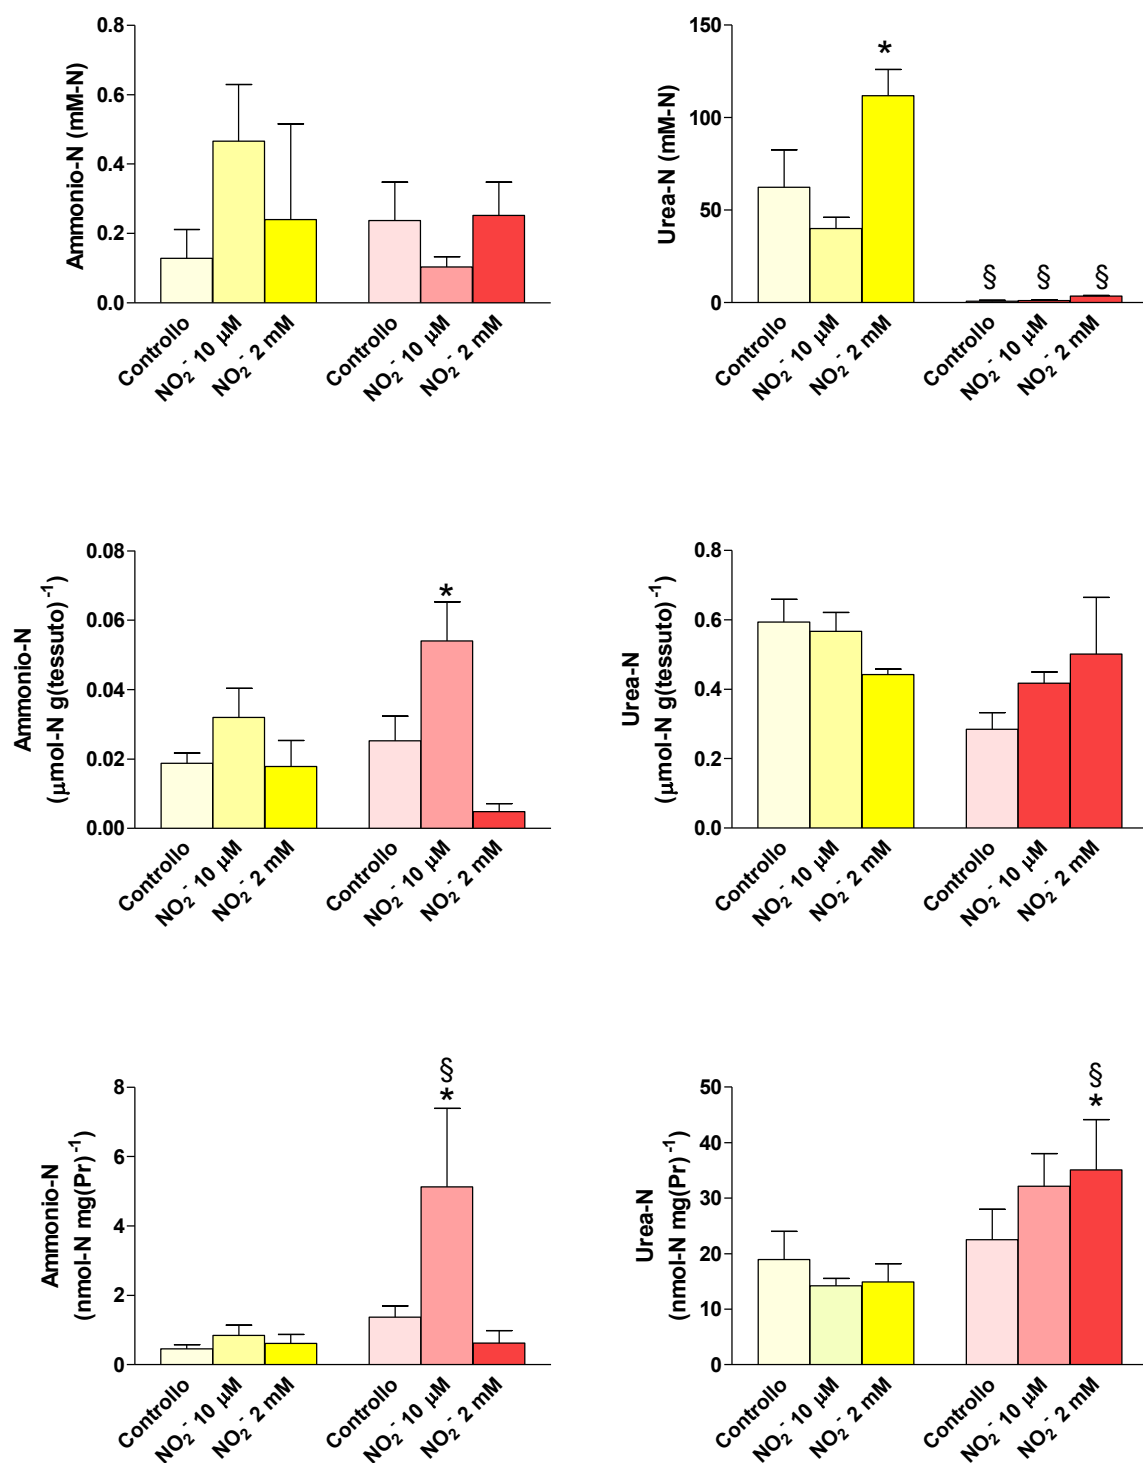 Ammonio-N (mM-N)
0.8
0.6
0.4
0.2
0.0
Controllo
NO₂⁻ 10 μM
NO₂⁻ 2 mM
Controllo
NO₂⁻ 10 μM
NO₂⁻ 2 mM
Urea-N (mM-N)
150
100
50
0
*
§ § §
Controllo
NO₂⁻ 10 μM
NO₂⁻ 2 mM
Controllo
NO₂⁻ 10 μM
NO₂⁻ 2 mM
Ammonio-N
(μmol-N g(tessuto)⁻¹)
0.08
0.06
0.04
0.02
0.00
*
Controllo
NO₂⁻ 10 μM
NO₂⁻ 2 mM
Controllo
NO₂⁻ 10 μM
NO₂⁻ 2 mM
Urea-N
(μmol-N g(tessuto)⁻¹)
0.8
0.6
0.4
0.2
0.0
Controllo
NO₂⁻ 10 μM
NO₂⁻ 2 mM
Controllo
NO₂⁻ 10 μM
NO₂⁻ 2 mM
Ammonio-N
(nmol-N mg(Pr)⁻¹)
8
6
4
2
0
§
*
Controllo
NO₂⁻ 10 μM
NO₂⁻ 2 mM
Controllo
NO₂⁻ 10 μM
NO₂⁻ 2 mM
Urea-N
(nmol-N mg(Pr)⁻¹)
50
40
30
20
10
0
§
*
Controllo
NO₂⁻ 10 μM
NO₂⁻ 2 mM
Controllo
NO₂⁻ 10 μM
NO₂⁻ 2 mM